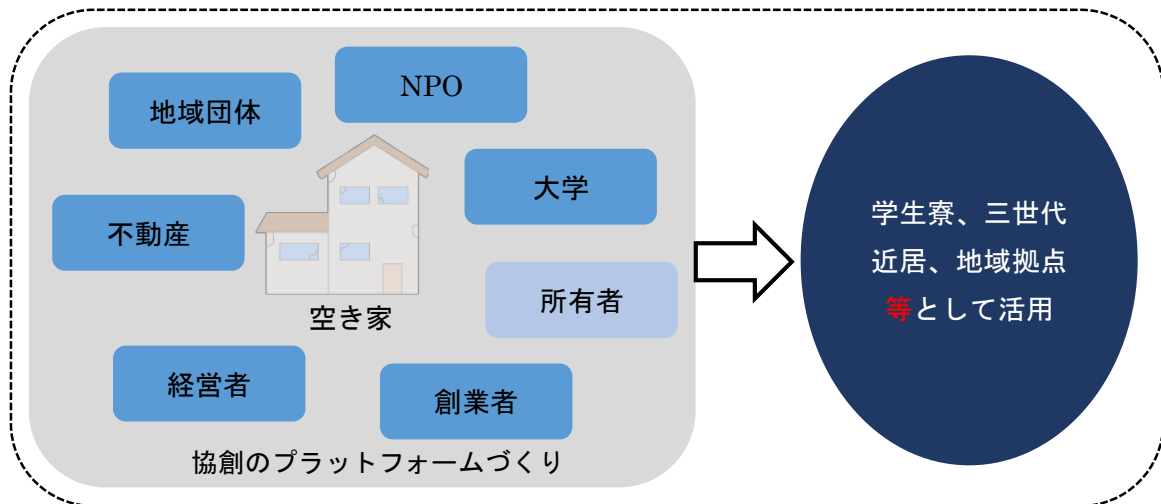 NPO
地域団体
大学
不動産
所有者
空き家
経営者
創業者
協創のプラットフォームづくり
学生寮、三世代
近居、地域拠点
等として活用